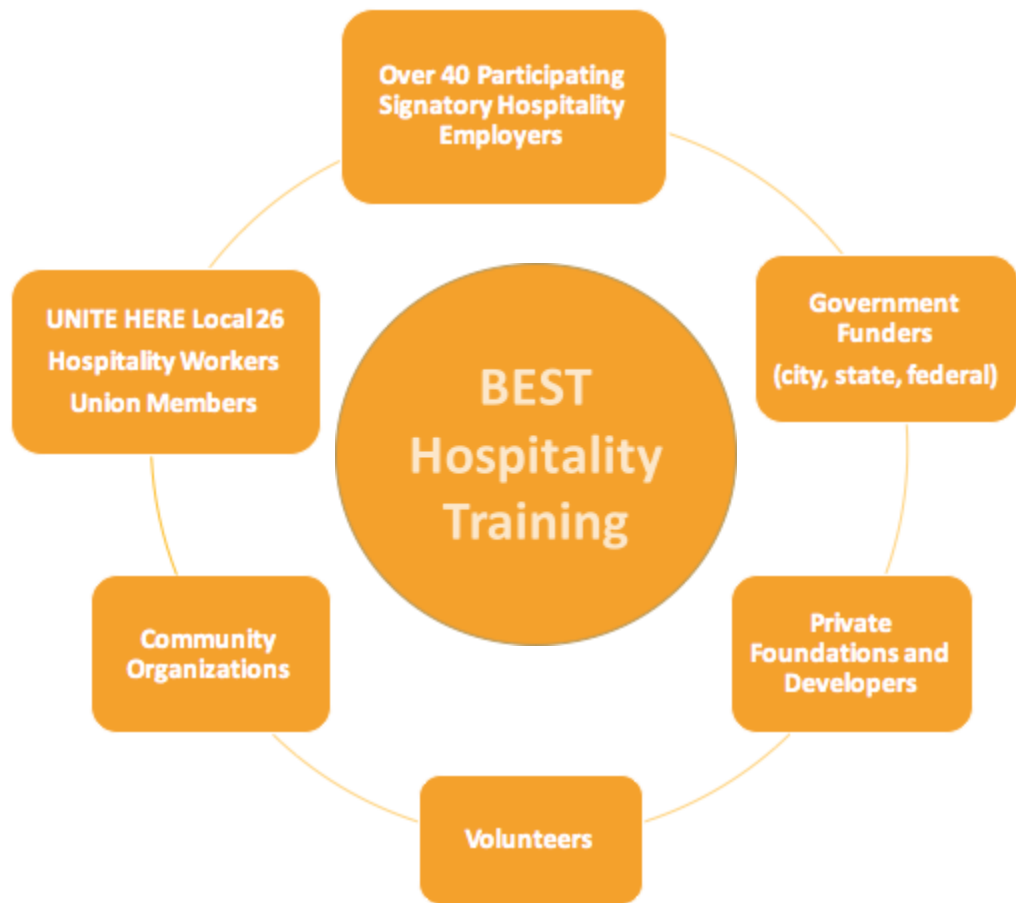 Over 40 Participating
Signatory Hospitality
Employers
UNITE HERE Local 26
Hospitality Workers
Union Members
Government
Funders
(city, state, federal)
BEST
Hospitality
Training
Community
Organizations
Private
Foundations and
Developers
Volunteers